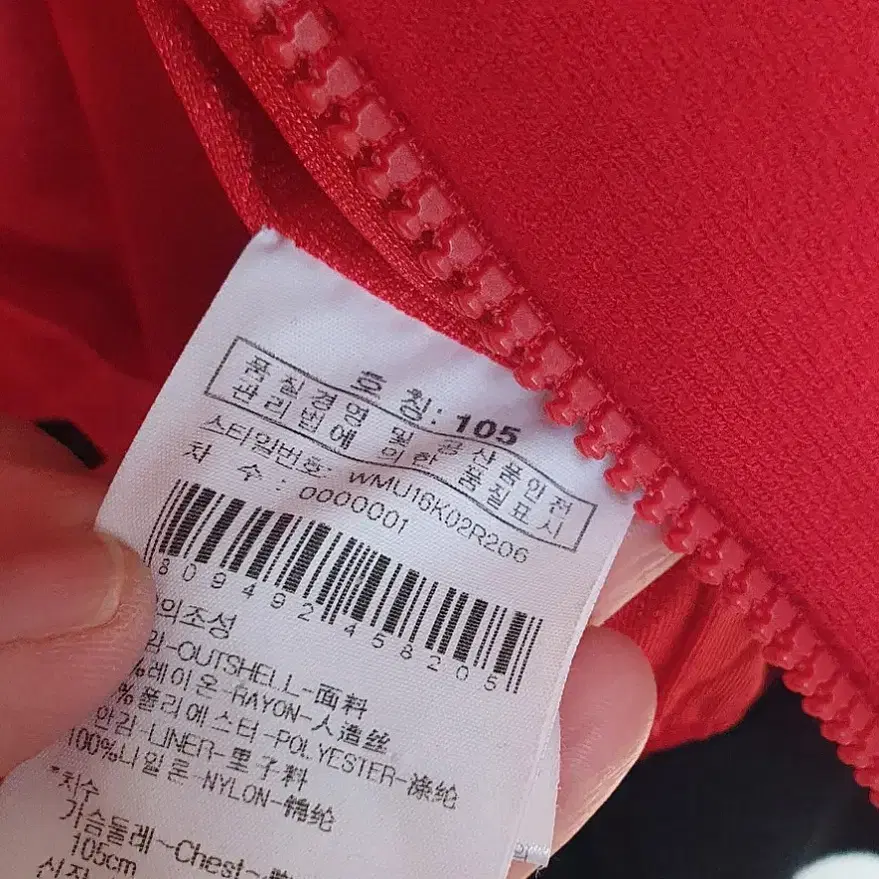 호 칭: 105
품질경영 및 공산품안전
관리법에 의한 품질표시
스타일번호: WMU16K02R206
차 수 : 0000001
809492458205
의조성
리-OUTSHELL-面料
%레이온-RAYON-人造丝
%폴리에스터-POLYESTER-涤纶
안감-LINER-里子料
100%나일론-NYLON-锦纶
*치수
가슴둘레-Chest-
105cm
신장